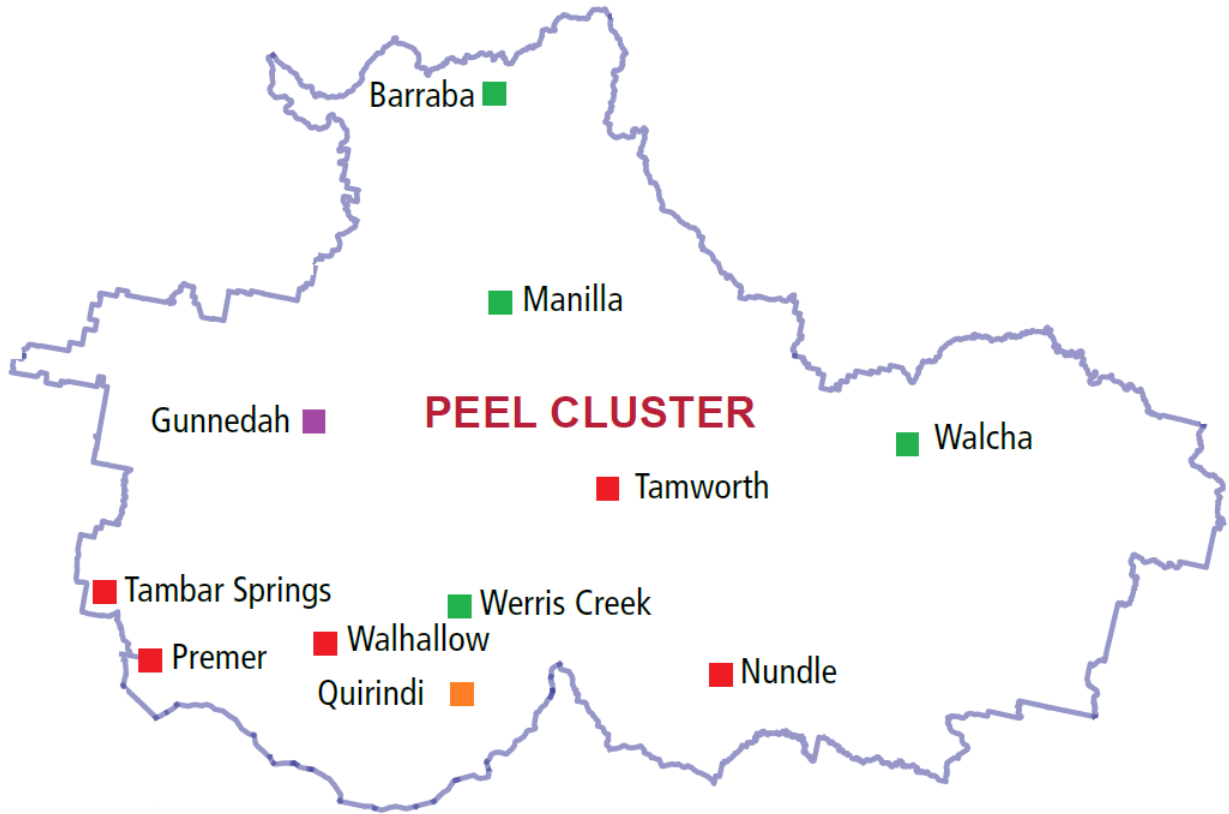 Barraba
Manilla
PEEL CLUSTER
Gunnedah
Walcha
Tamworth
Tambar Springs
Werris Creek
Walhallow
Premer
Nundle
Quirindi